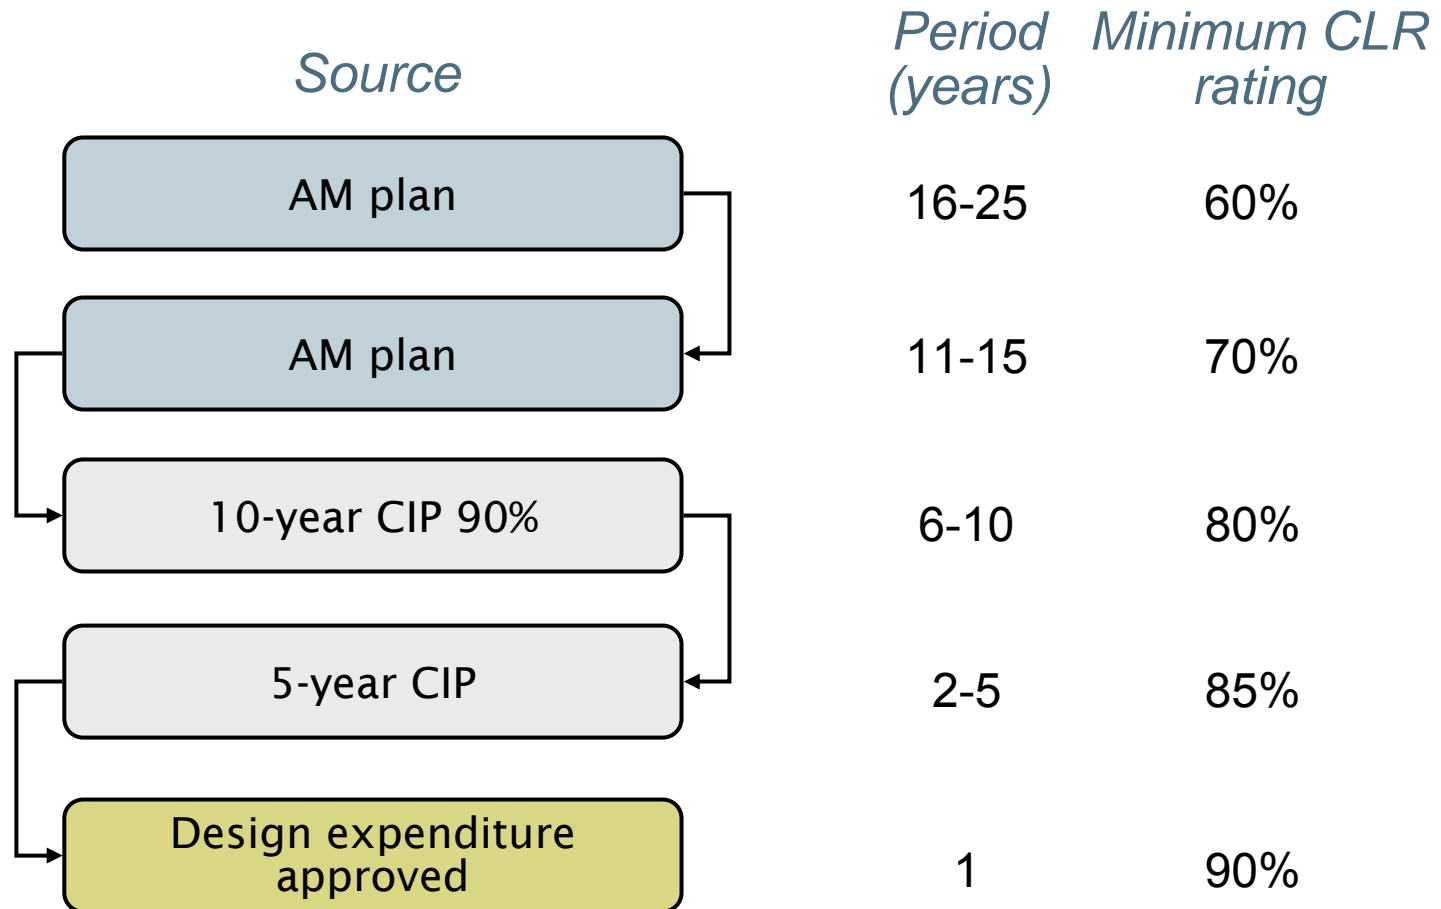 Source
Period
(years)
Minimum CLR
rating
AM plan
16-25
60%
AM plan
11-15
70%
10-year CIP 90%
6-10
80%
5-year CIP
2-5
85%
Design expenditure
approved
1
90%